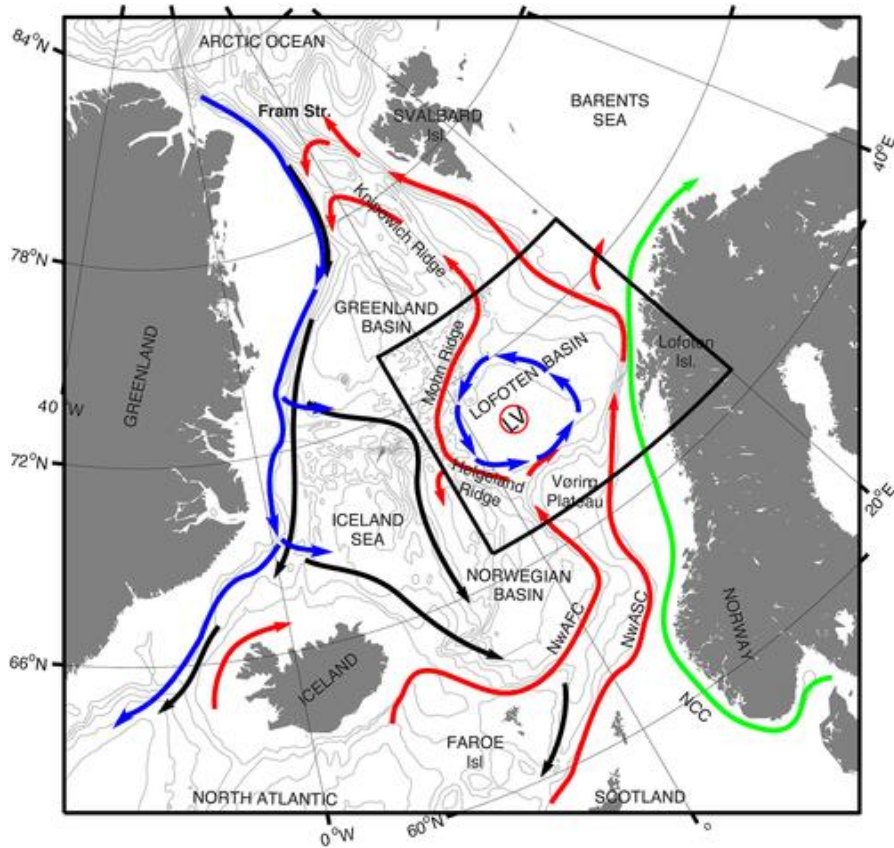 84°N
ARCTIC OCEAN
Fram Str.
SVALBARD
Isl
BARENTS
SEA
40°E
Knipowich Ridge
78°N
GREENLAND
BASIN
GREENLAND
Mohn Ridge
LOFOTEN BASIN
LV
Lofoten
Isl.
72°N
Helgeland
Ridge
Vøring
Plateau
20°E
ICELAND
SEA
NORWEGIAN
BASIN
NwAFC
NwASC
NORWAY
66°N
ICELAND
NCC
FAROE
Isl
NORTH ATLANTIC
SCOTLAND
0°W
60°N